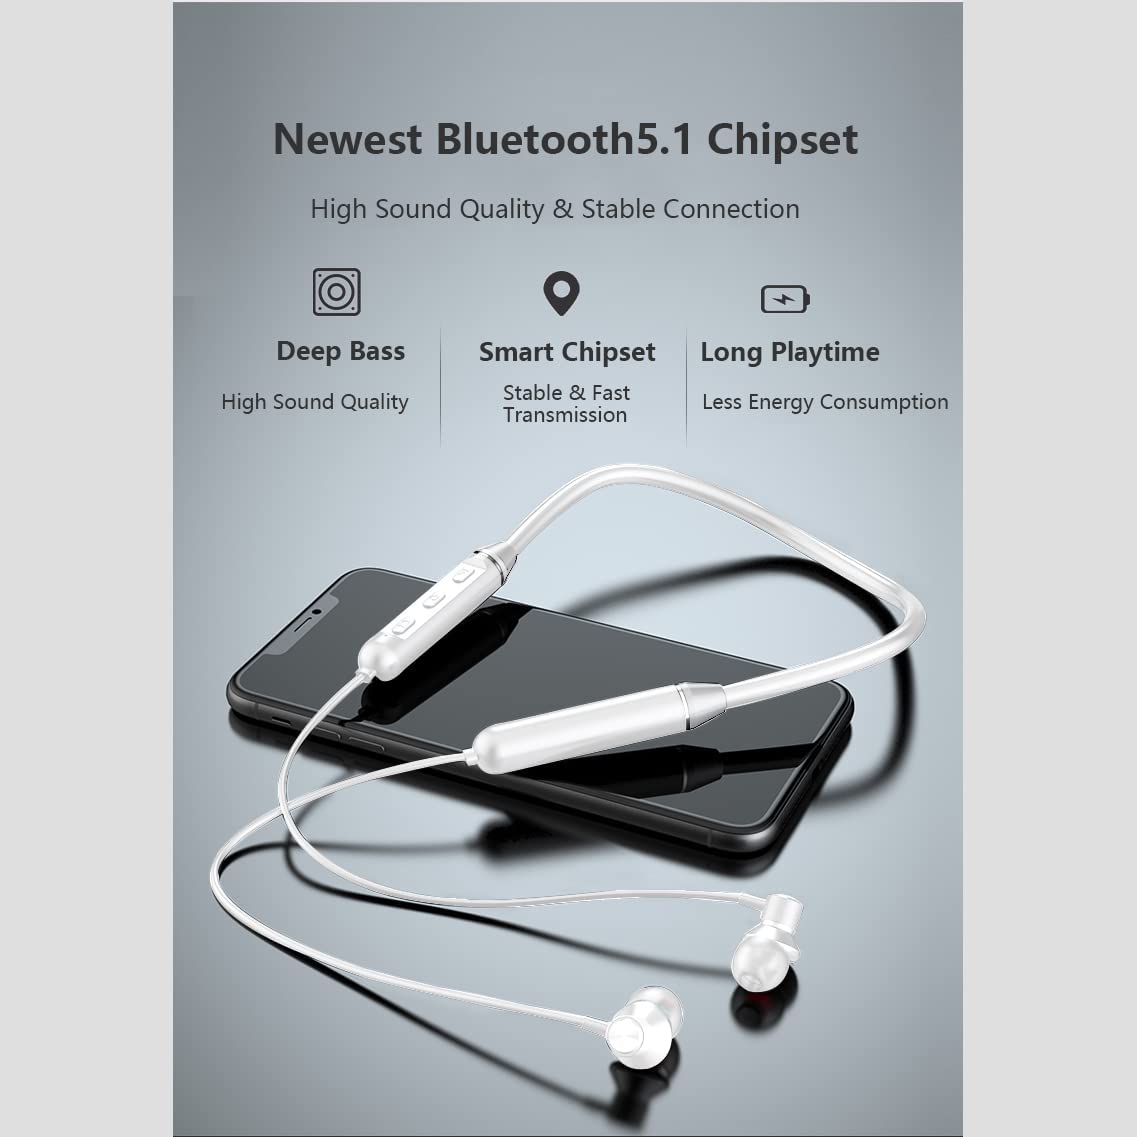 Newest Bluetooth5.1 Chipset
High Sound Quality & Stable Connection
Deep Bass
High Sound Quality
Smart Chipset
Stable & Fast
Transmission
Long Playtime
Less Energy Consumption